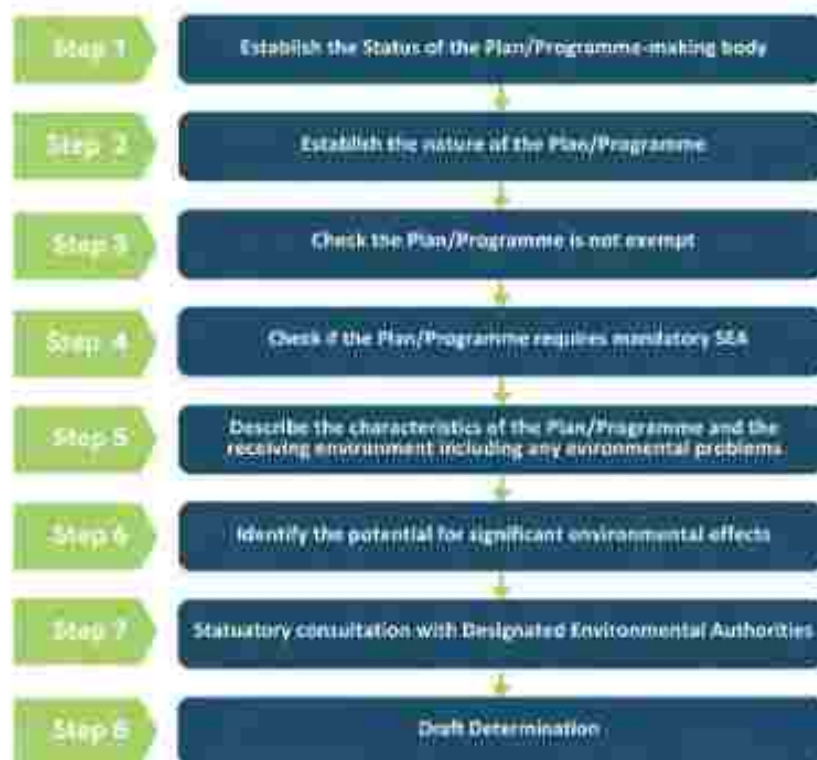 Step 1
Establish the Status of the Plan/Programme-making body
Step 2
Establish the nature of the Plan/Programme
Step 3
Check the Plan/Programme is not exempt
Step 4
Check if the Plan/Programme requires mandatory SEA
Step 5
Describe the characteristics of the Plan/Programme and the
receiving environment including any evironmental problems
Step 6
Identify the potential for significant environmental effects
Step 7
Statuatory consultation with Designated Environmental Authorities
Step 8
Draft Determination